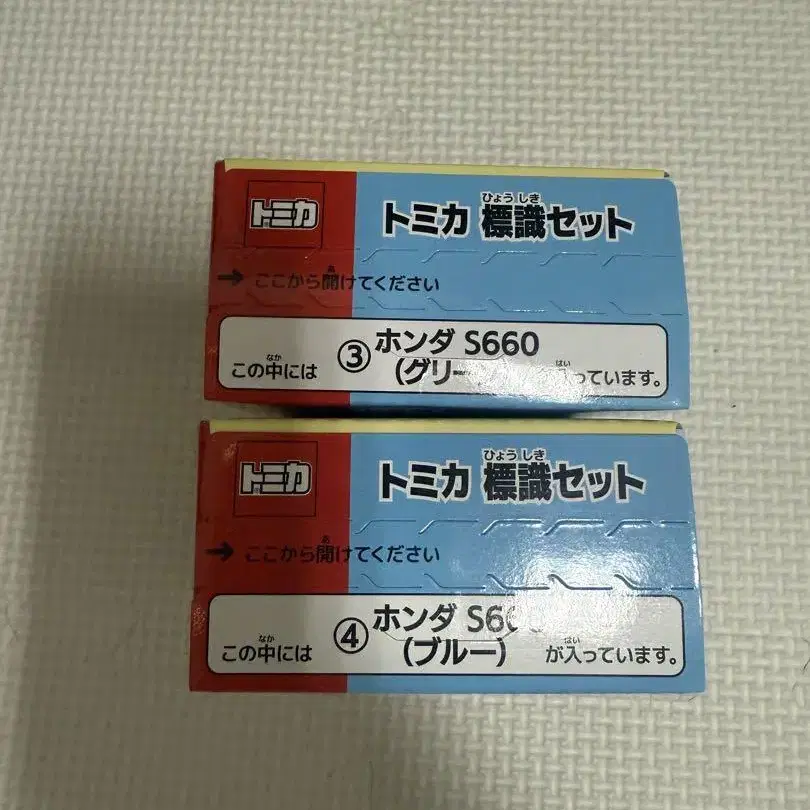 トミカ
トミカ 標識セット
ひょう しき
→ ここから開けてください
あ
③ ホンダ S660
(グリー
この中には
なか
はい
っています。
トミカ
トミカ 標識セット
ひょう しき
→ ここから開けてください
あ
④ ホンダ S66
(ブルー)
この中には
なか
が入っています。
はい